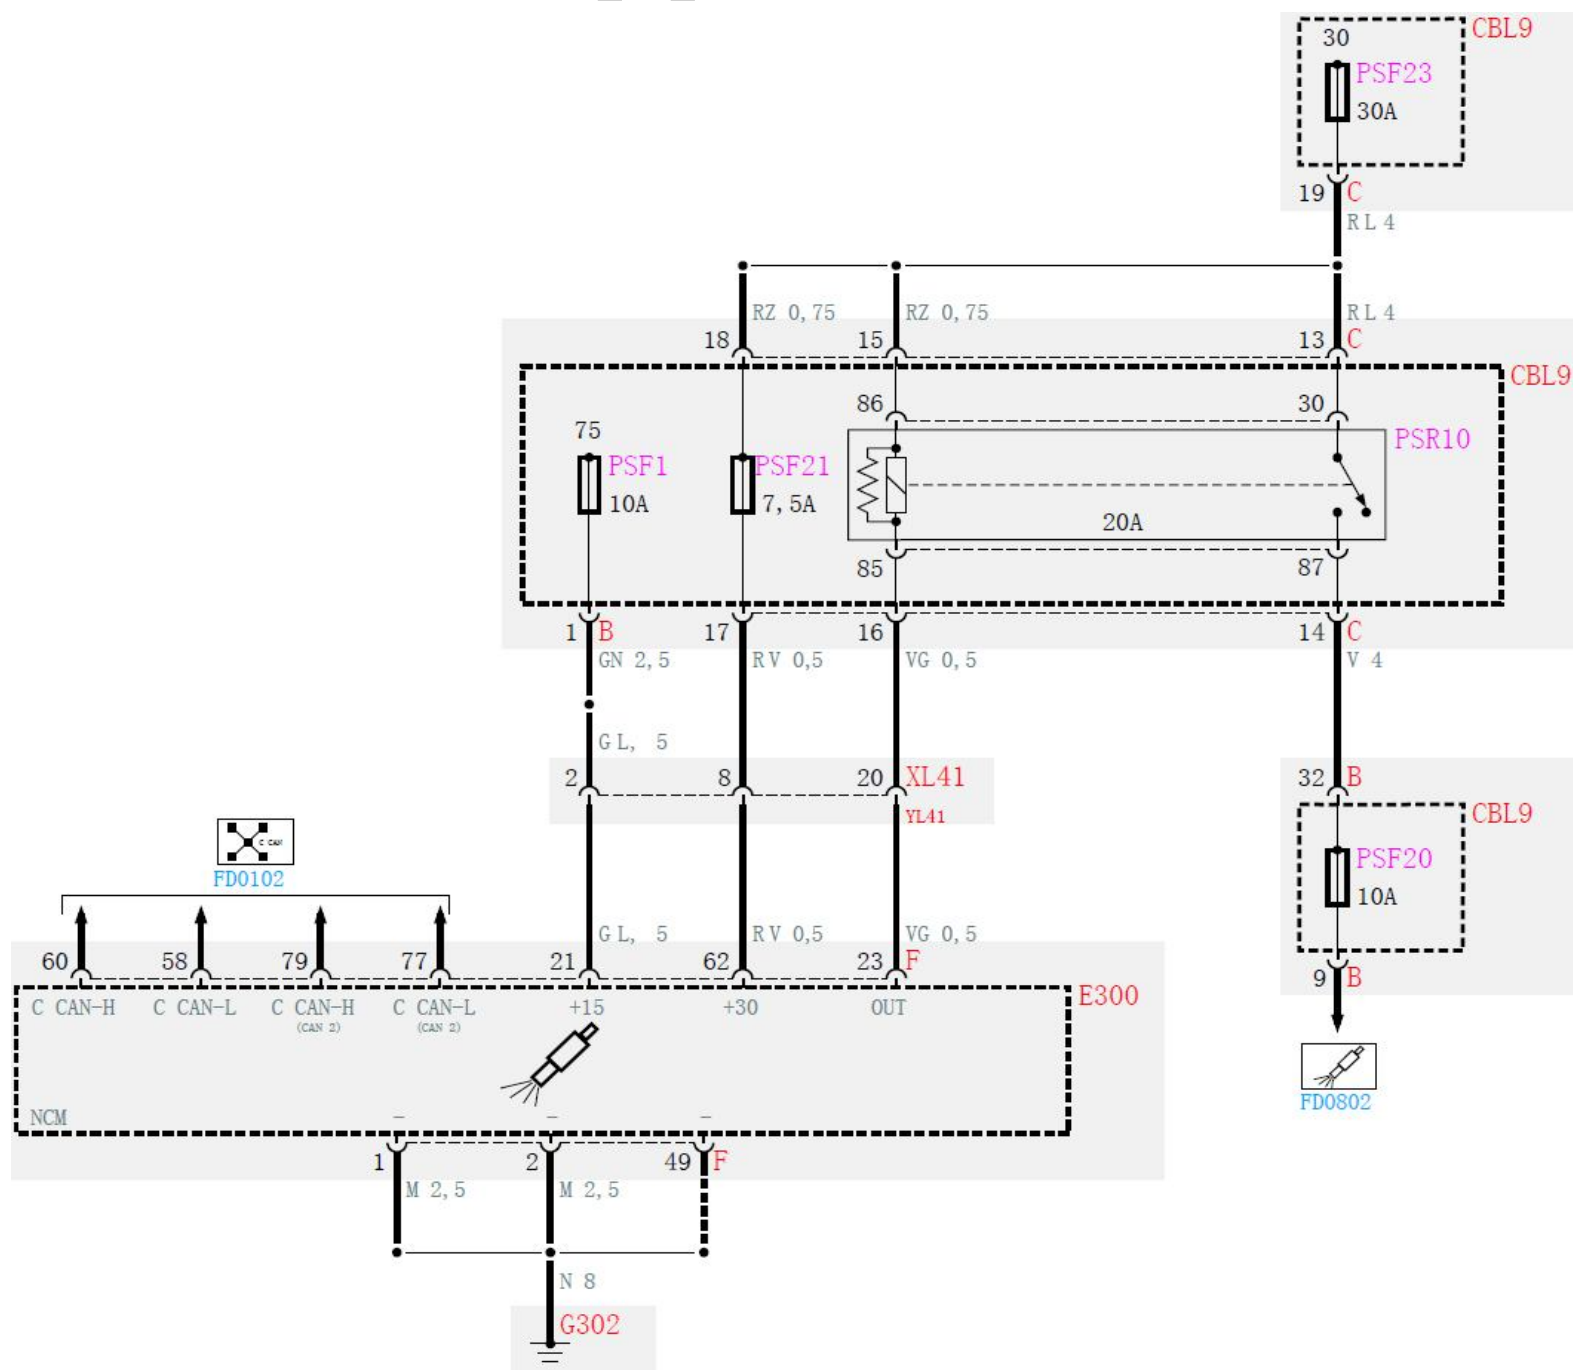 CBL9
30
PSF23
30A
19 C
RL 4
RZ 0,75
RZ 0,75
RL 4
18
15
13 C
CBL9
86
30
75
PSR10
PSF1
PSF21
10A
7,5A
20A
85
87
1 B
17
16
14 C
GN 2,5
RV 0,5
VG 0,5
V 4
GL, 5
2
8
20 XL41
32 B
YL41
CBL9
C CAN
PSF20
FD0102
10A
GL, 5
RV 0,5
VG 0,5
60
58
79
77
21
62
23 F
9 B
E300
C CAN-H
C CAN-L
C CAN-H
(CAN 2)
C CAN-L
(CAN 2)
+15
+30
OUT
FD0802
NCM
-
-
-
1
2
49 F
M 2,5
M 2,5
N 8
G302